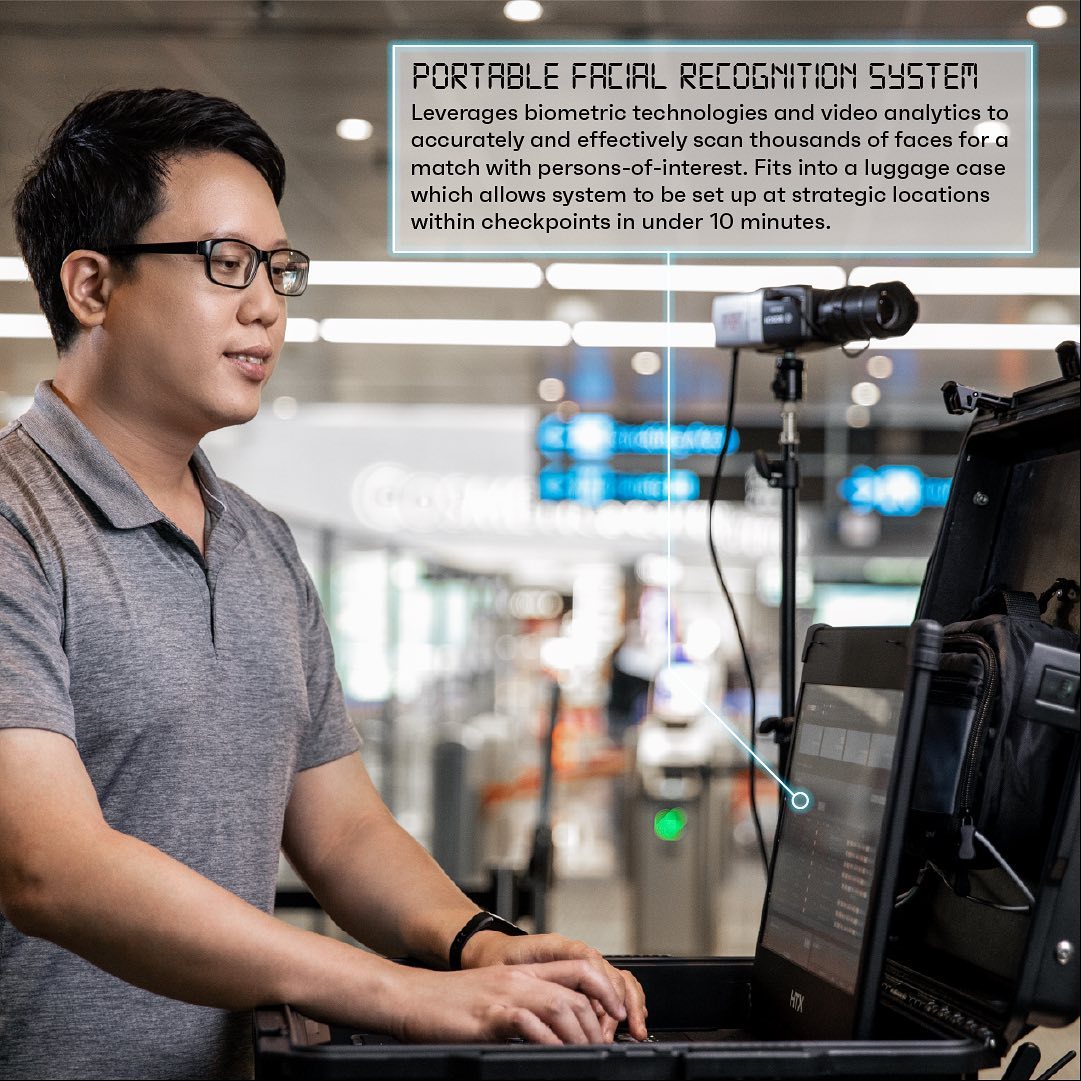 PORTABLE FACIAL RECOGNITION SYSTEM
Leverages biometric technologies and video analytics to
accurately and effectively scan thousands of faces for a
match with persons-of-interest. Fits into a luggage case
which allows system to be set up at strategic locations
within checkpoints in under 10 minutes.
HTX